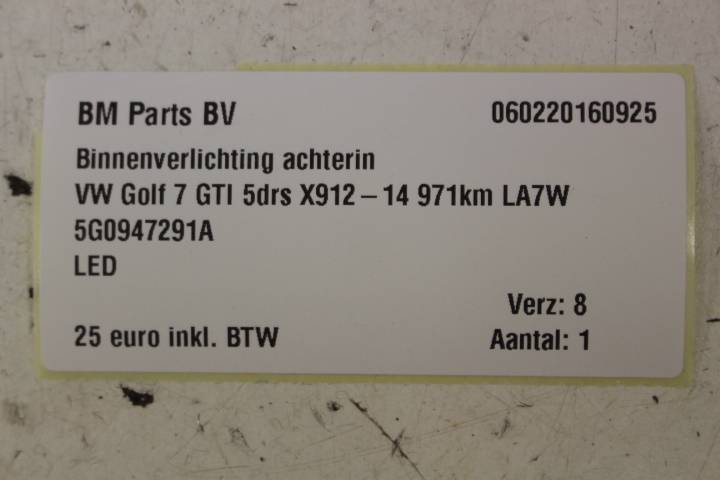 BM Parts BV 060220160925
Binnenverlichting achterin
VW Golf 7 GTI 5drs X912 – 14 971km LA7W
5G0947291A
LED
Verz: 8
25 euro inkl. BTW Aantal: 1